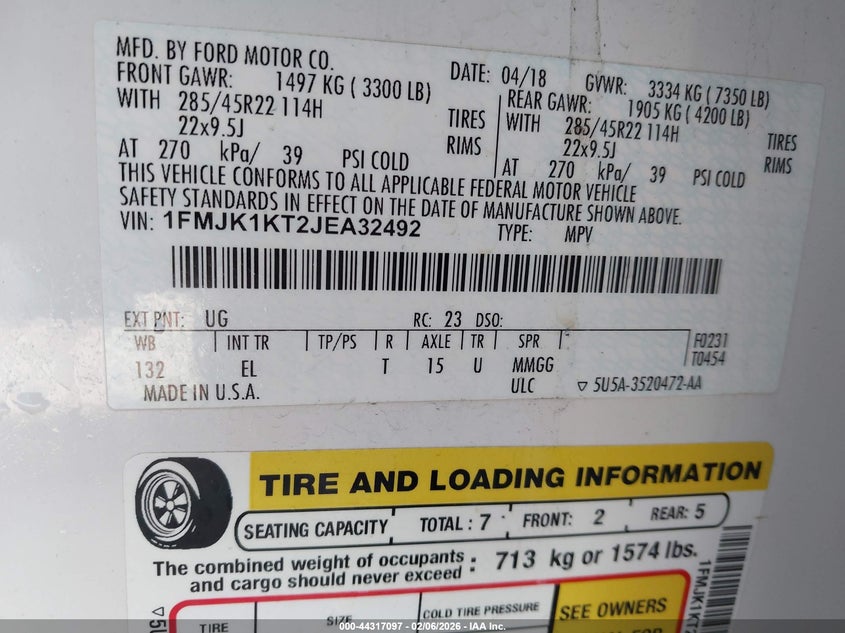 MFD. BY FORD MOTOR CO.
DATE: 04/18 GVWR: 3334 KG ( 7350 LB)
FRONT GAWR: 1497 KG ( 3300 LB) REAR GAWR: 1905 KG ( 4200 LB)
WITH 285/45R22 114H TIRES WITH 285/45R22 114H TIRES
22x9.5J RIMS 22x9.5J RIMS
AT 270 kPa/ 39 PSI COLD AT 270 kPa/ 39 PSI COLD
THIS VEHICLE CONFORMS TO ALL APPLICABLE FEDERAL MOTOR VEHICLE
SAFETY STANDARDS IN EFFECT ON THE DATE OF MANUFACTURE SHOWN ABOVE.
VIN: 1FMJK1KT2JEA32492 TYPE: MPV
EXT PNT: UG RC: 23 DSO:
WB INT TR TP/PS R AXLE TR SPR F0231
132 EL T 15 U MMGG T0454
MADE IN U.S.A. ULC ▽ 5U5A-3520472-AA
TIRE AND LOADING INFORMATION
SEATING CAPACITY TOTAL : 7 FRONT: 2 REAR: 5
The combined weight of occupants
and cargo should never exceed : 713 kg or 1574 lbs.
TIRE SIZE COLD TIRE PRESSURE SEE OWNERS
000-44317097 - 02/06/2026 - IAAI.COM